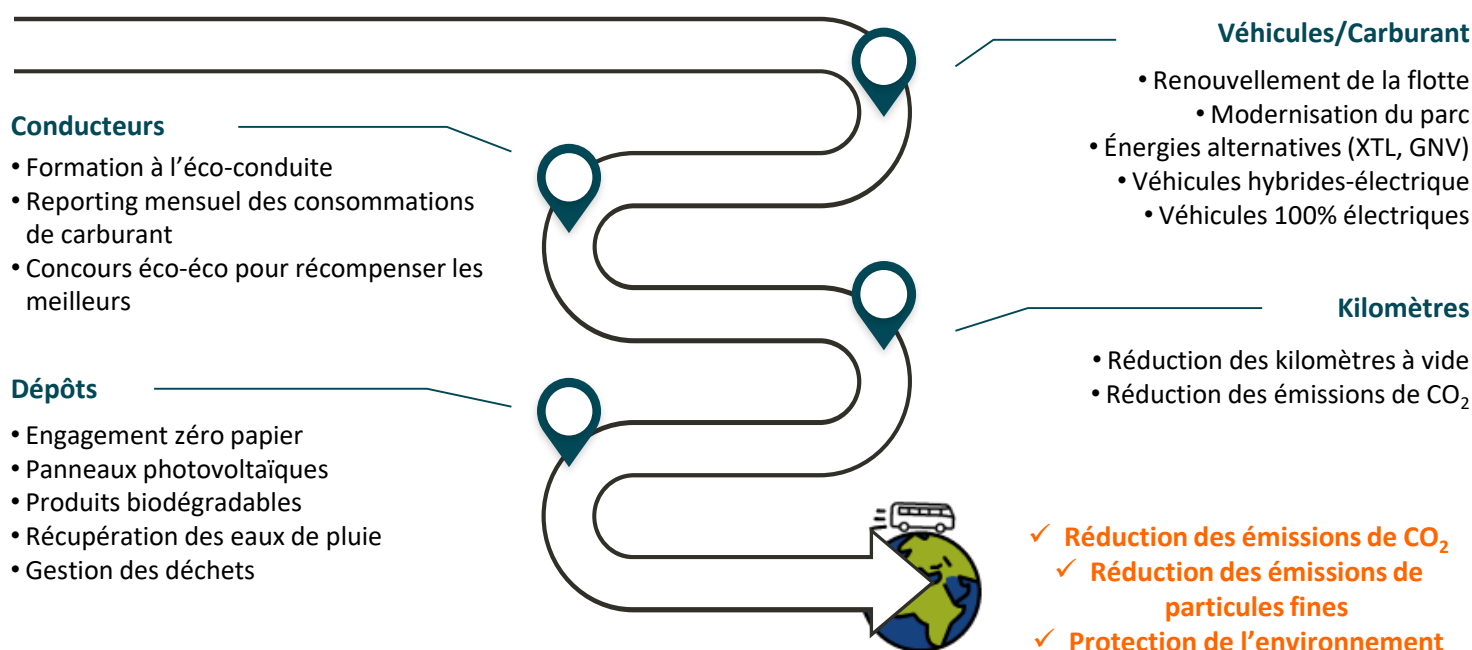 Véhicules/Carburant
• Renouvellement de la flotte
• Modernisation du parc
• Énergies alternatives (XTL, GNV)
• Véhicules hybrides-électrique
• Véhicules 100% électriques
Conducteurs
• Formation à l’éco-conduite
• Reporting mensuel des consommations
de carburant
• Concours éco-éco pour récompenser les
meilleurs
Kilomètres
• Réduction des kilomètres à vide
• Réduction des émissions de CO₂
Dépôts
• Engagement zéro papier
• Panneaux photovoltaïques
• Produits biodégradables
• Récupération des eaux de pluie
• Gestion des déchets
✓ Réduction des émissions de CO₂
✓ Réduction des émissions de
particules fines
✓ Protection de l’environnement